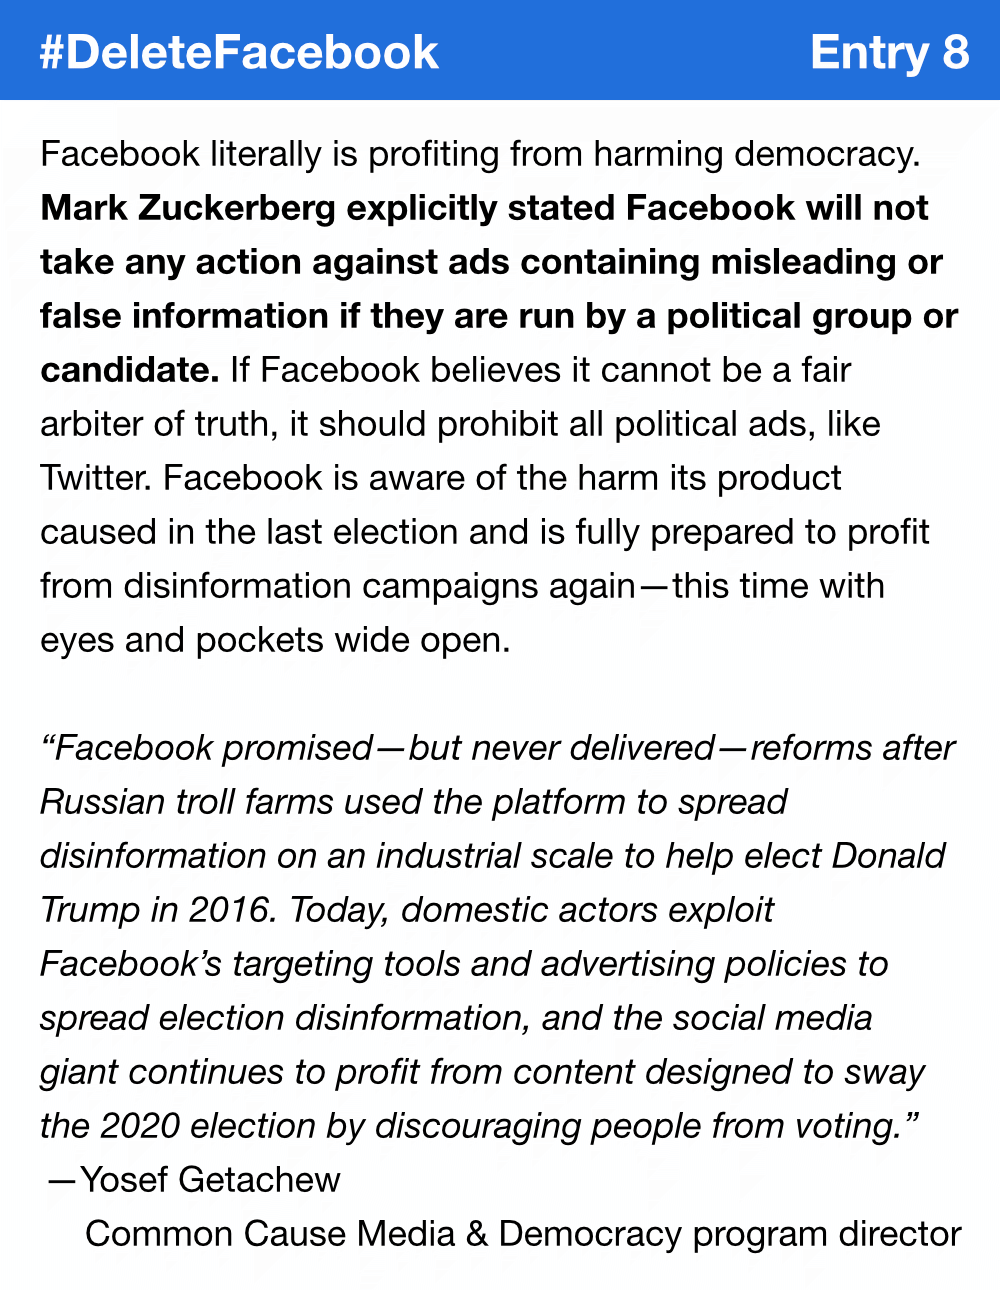 #DeleteFacebook Entry 8
Facebook literally is profiting from harming democracy.
Mark Zuckerberg explicitly stated Facebook will not
take any action against ads containing misleading or
false information if they are run by a political group or
candidate. If Facebook believes it cannot be a fair
arbiter of truth, it should prohibit all political ads, like
Twitter. Facebook is aware of the harm its product
caused in the last election and is fully prepared to profit
from disinformation campaigns again—this time with
eyes and pockets wide open.
“Facebook promised—but never delivered—reforms after
Russian troll farms used the platform to spread
disinformation on an industrial scale to help elect Donald
Trump in 2016. Today, domestic actors exploit
Facebook’s targeting tools and advertising policies to
spread election disinformation, and the social media
giant continues to profit from content designed to sway
the 2020 election by discouraging people from voting.”
—Yosef Getachew
Common Cause Media & Democracy program director